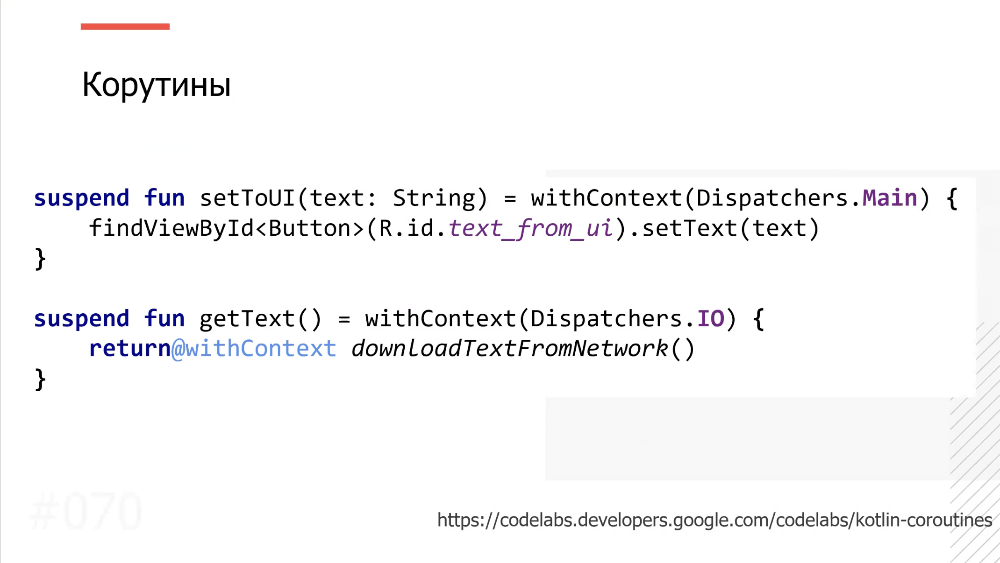 Корутины
suspend fun setToUI(text: String) = withContext(Dispatchers.Main) {
    findViewById<Button>(R.id.text_from_ui).setText(text)
}
suspend fun getText() = withContext(Dispatchers.IO) {
    return@withContext downloadTextFromNetwork()
}
#070
https://codelabs.developers.google.com/codelabs/kotlin-coroutines